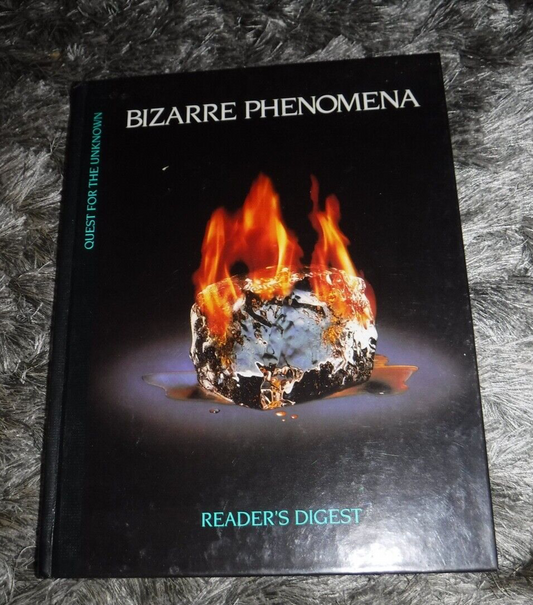 BIZARRE PHENOMENA
QUEST FOR THE UNKNOWN
READER'S DIGEST